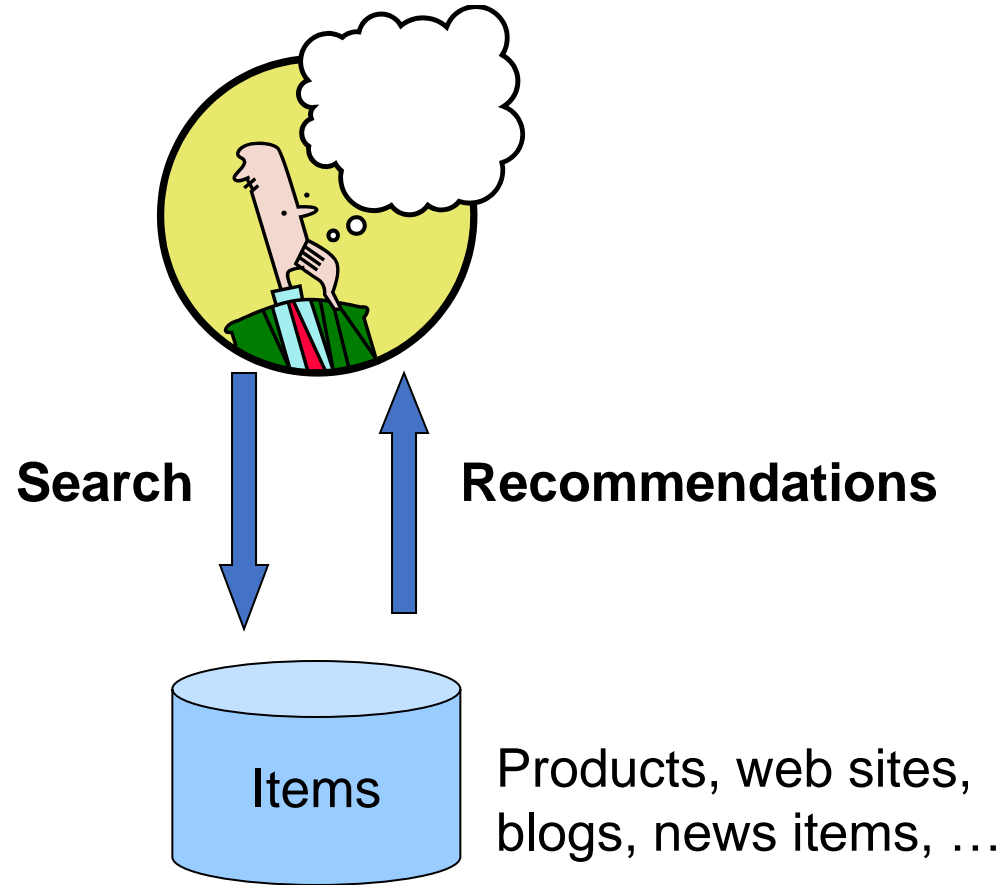 Search
Recommendations
Items
Products, web sites,
blogs, news items, …